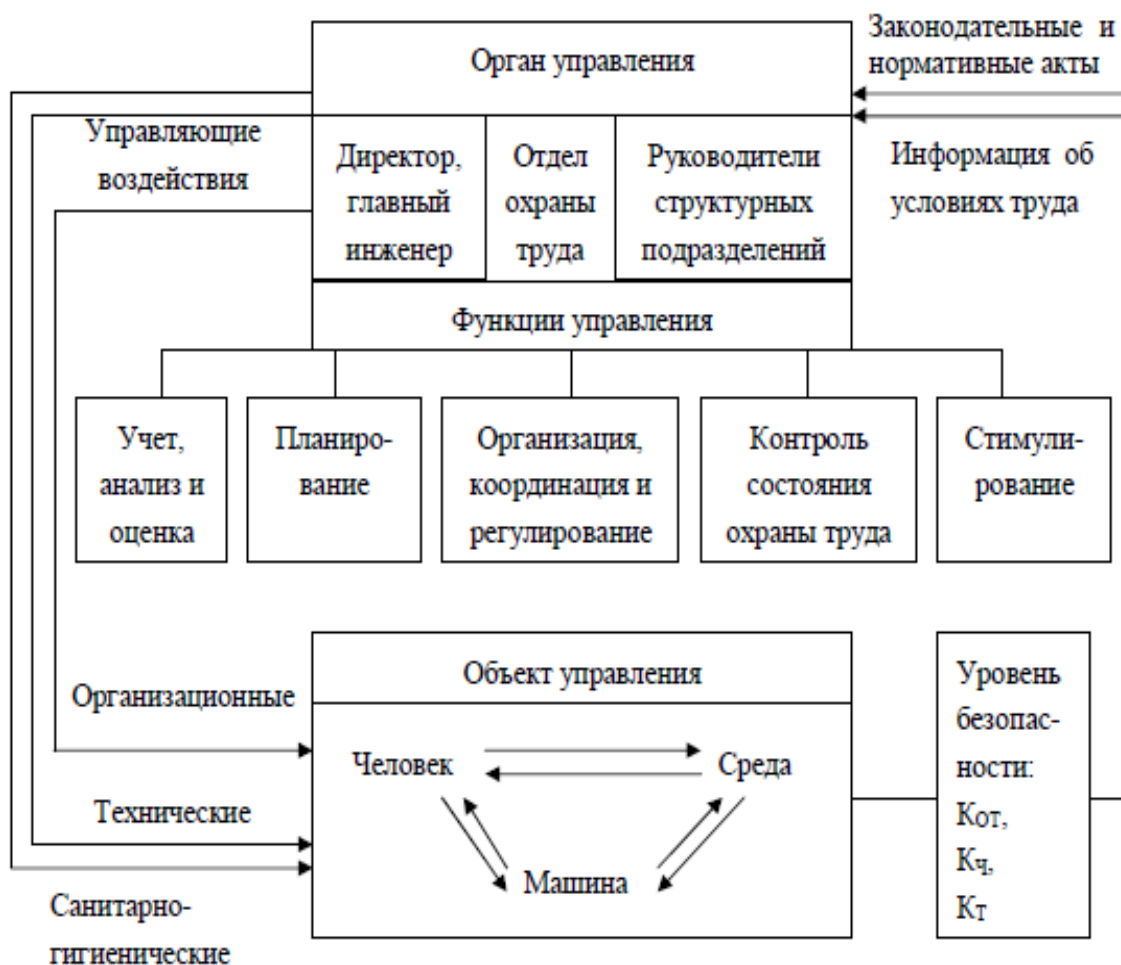 Законодательные и
нормативные акты
Орган управления
Управляющие
воздействия
Директор,
главный
инженер
Отдел
охраны
труда
Руководители
структурных
подразделений
Информация об
условиях труда
Функции управления
Учет,
анализ и
оценка
Планиро-
вание
Организация,
координация и
регулирование
Контроль
состояния
охраны труда
Стимули-
рование
Объект управления
Организационные
Человек
Среда
Технические
Машина
Санитарно-
гигиенические
Уровень
безопас-
ности:
КОТ,
КЧ,
КТ